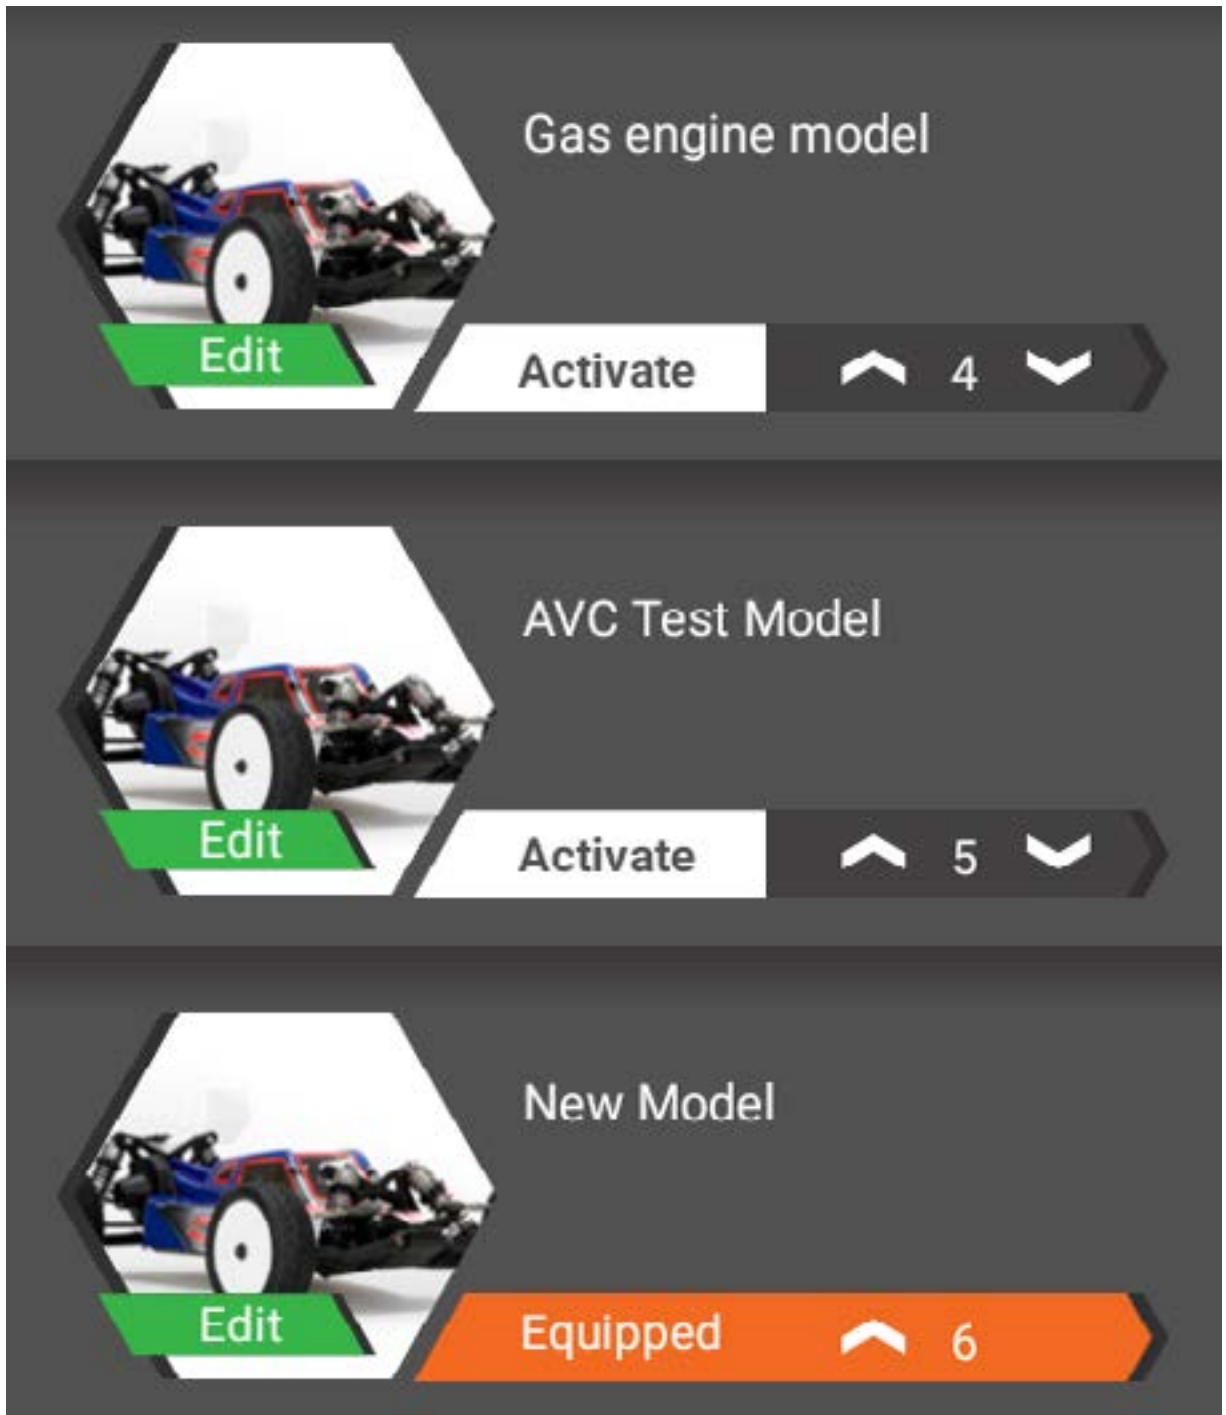 Gas engine model
Edit
Activate
4
AVC Test Model
Edit
Activate
5
New Model
Edit
Equipped
6